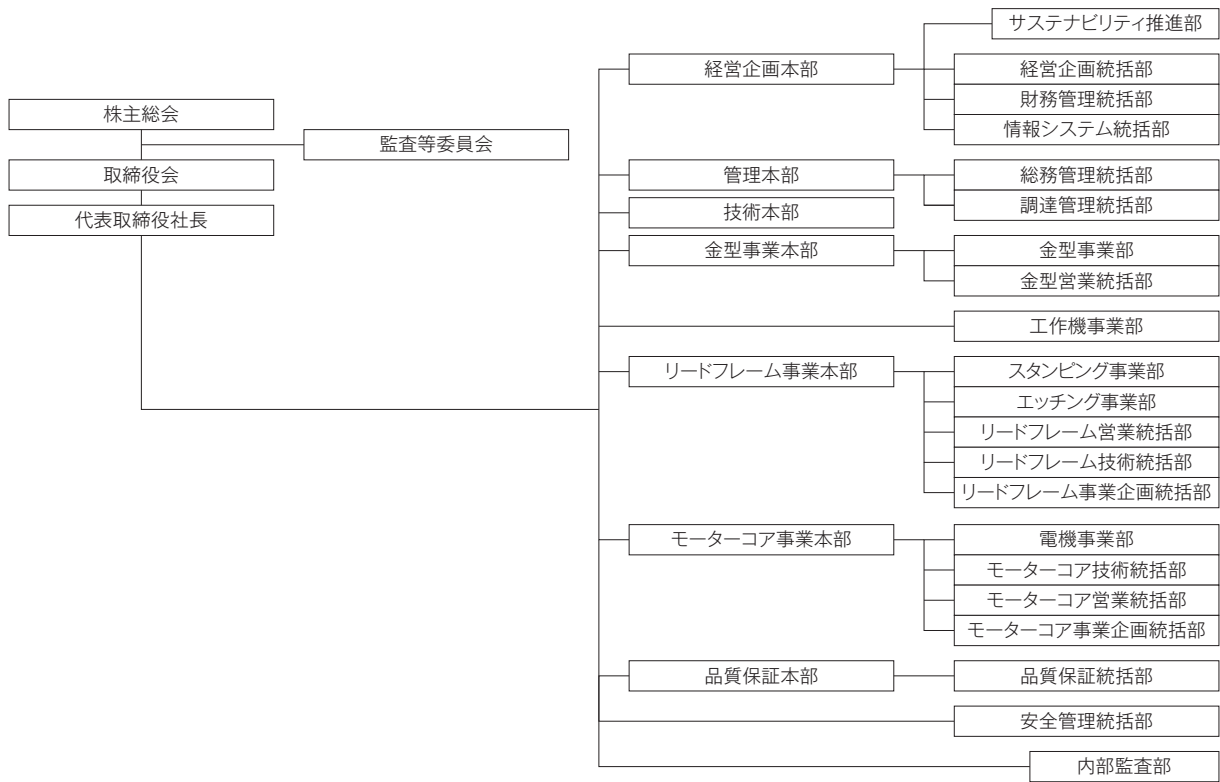 株主総会
監査等委員会
取締役会
代表取締役社長
経営企画本部
サステナビリティ推進部
経営企画統括部
財務管理統括部
情報システム統括部
管理本部
総務管理統括部
調達管理統括部
技術本部
金型事業本部
金型事業部
金型営業統括部
工作機事業部
リードフレーム事業本部
スタンピング事業部
エッチング事業部
リードフレーム営業統括部
リードフレーム技術統括部
リードフレーム事業企画統括部
モーターコア事業本部
電機事業部
モーターコア技術統括部
モーターコア営業統括部
モーターコア事業企画統括部
品質保証本部
品質保証統括部
安全管理統括部
内部監査部